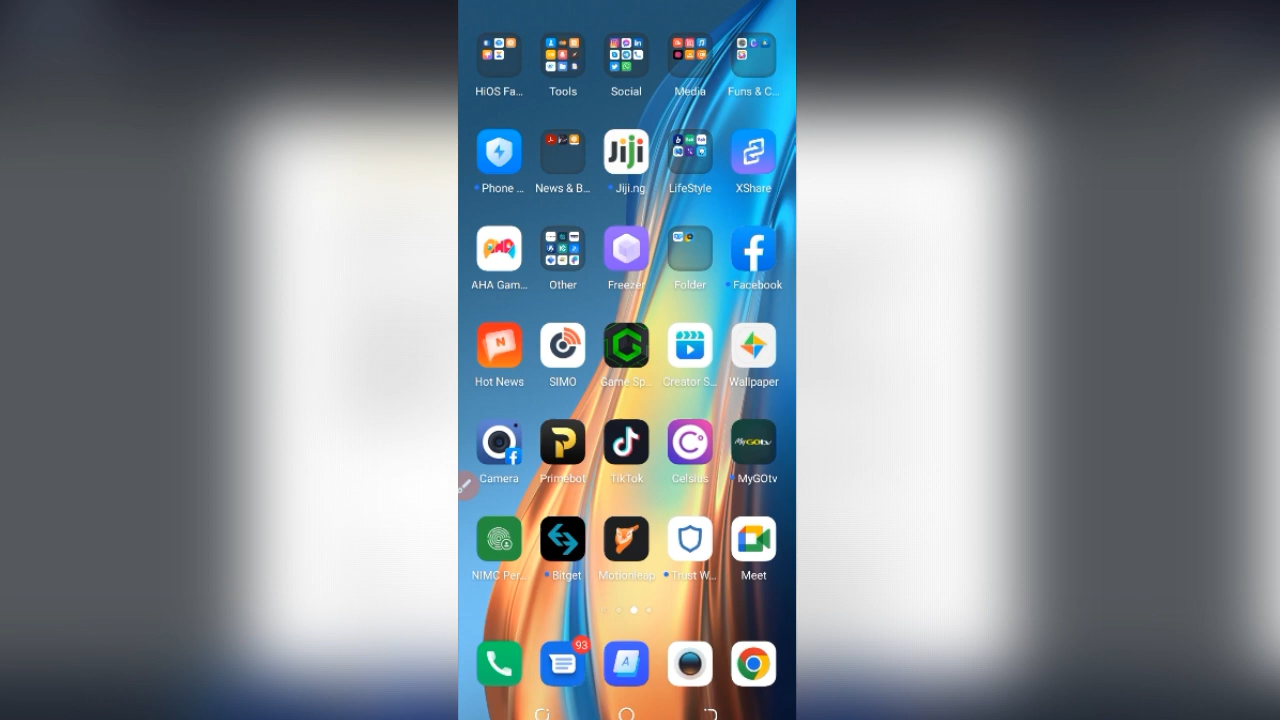 HiOS Fa... Tools Social Media Funs & C...
Jiji
Phone ... News & B... Jiji.ng LifeStyle XShare
AHA
AHA Gam... Other Freezer Folder Facebook
N
Hot News SIMO Game Sp... Creator S... Wallpaper
MyGOtv
Camera Primebot TikTok Celsius MyGOtv
NIMC Per... Bitget Motionleap Trust W... Meet
93
A